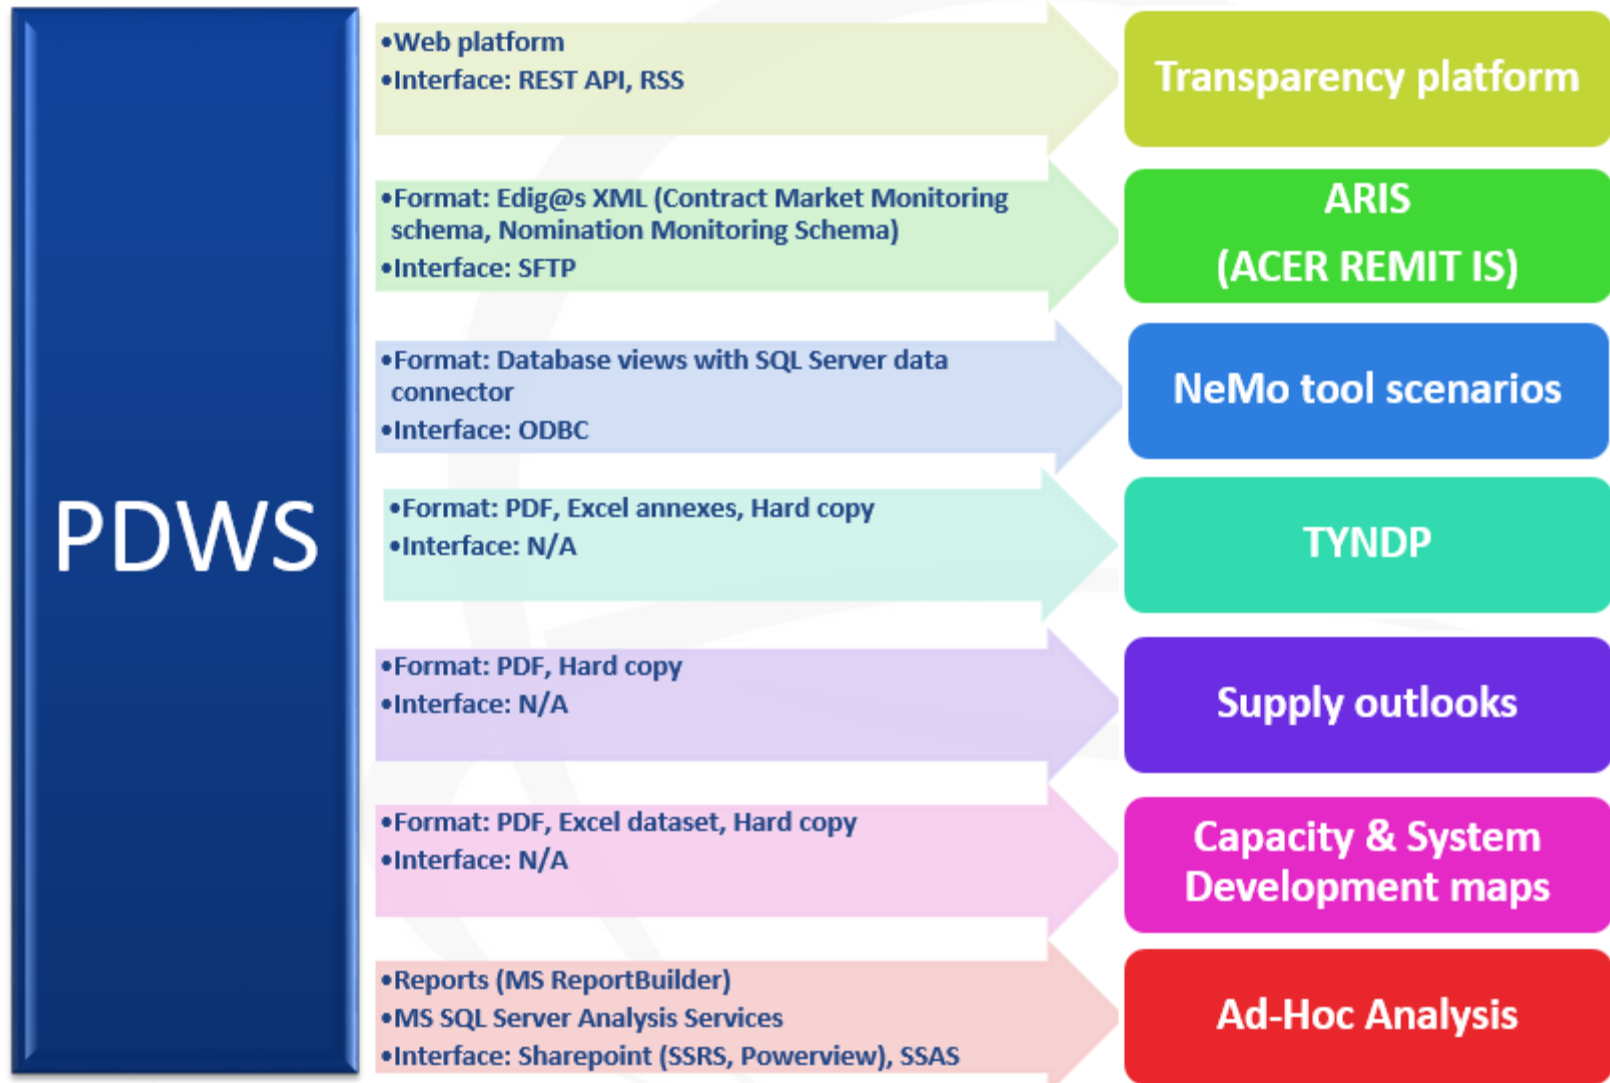 PDWS
•Web platform
•Interface: REST API, RSS
Transparency platform
•Format: Edig@s XML (Contract Market Monitoring
schema, Nomination Monitoring Schema)
•Interface: SFTP
ARIS
(ACER REMIT IS)
•Format: Database views with SQL Server data
connector
•Interface: ODBC
NeMo tool scenarios
•Format: PDF, Excel annexes, Hard copy
•Interface: N/A
TYNDP
•Format: PDF, Hard copy
•Interface: N/A
Supply outlooks
•Format: PDF, Excel dataset, Hard copy
•Interface: N/A
Capacity & System
Development maps
•Reports (MS ReportBuilder)
•MS SQL Server Analysis Services
•Interface: Sharepoint (SSRS, Powerview), SSAS
Ad-Hoc Analysis